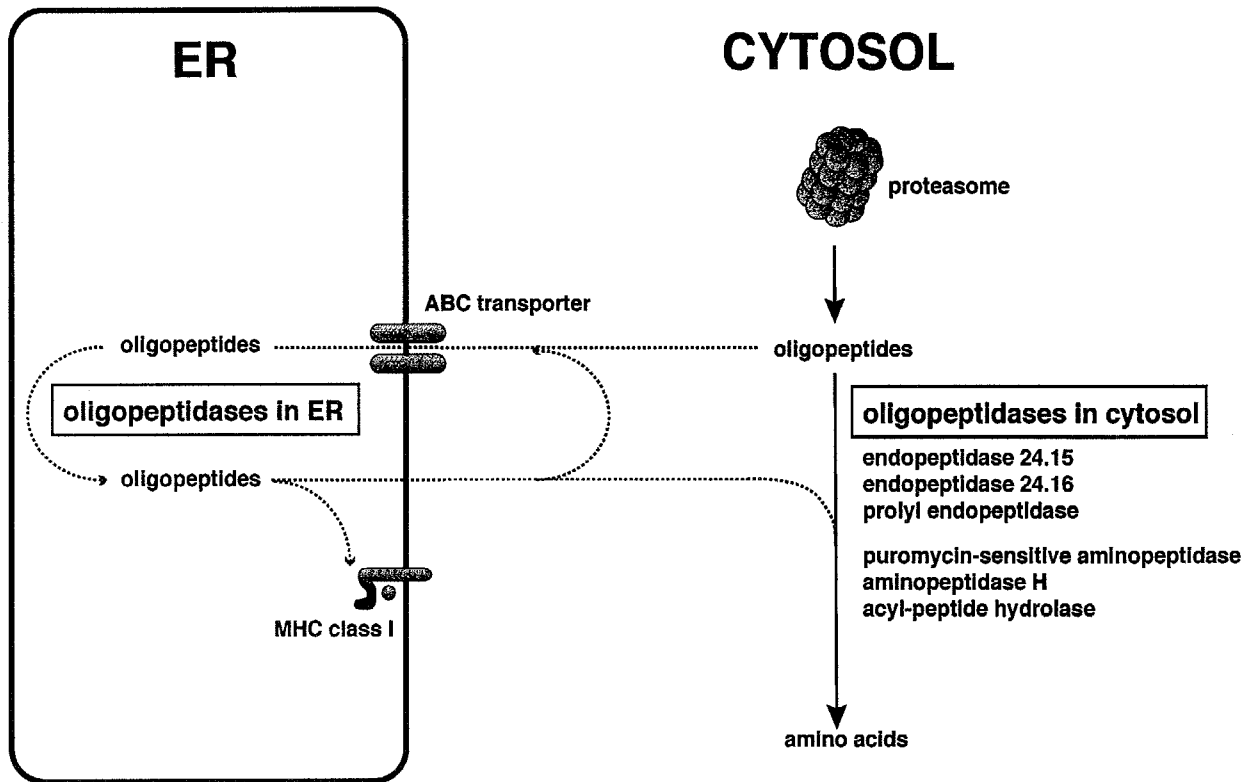 ER
CYTOSOL
proteasome
ABC transporter
oligopeptides
oligopeptides
oligopeptidases in ER
oligopeptidases in cytosol
endopeptidase 24.15
endopeptidase 24.16
prolyl endopeptidase
oligopeptides
puromycin-sensitive aminopeptidase
aminopeptidase H
acyl-peptide hydrolase
MHC class I
amino acids